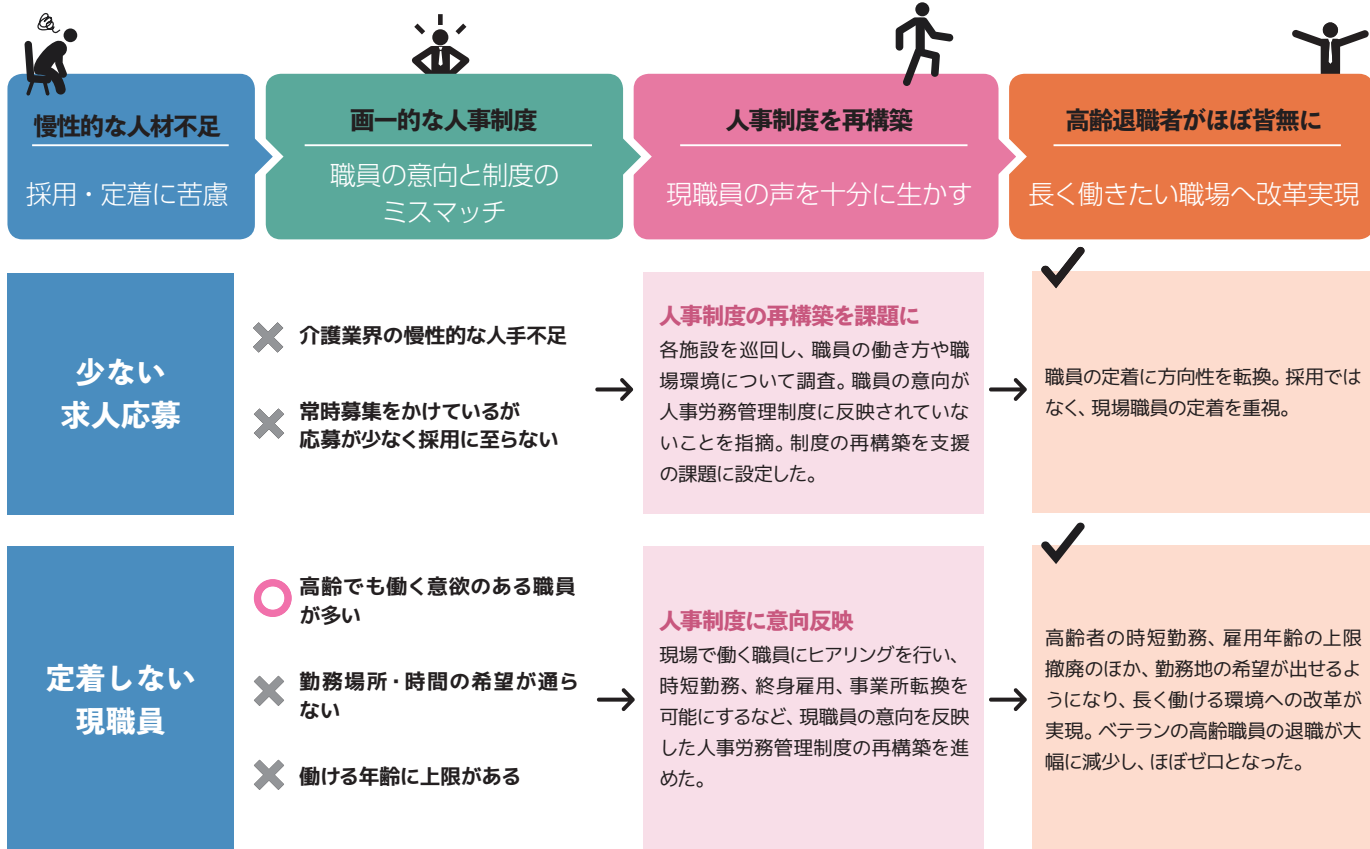 慢性的な人材不足
採用・定着に苦慮
画一的な人事制度
職員の意向と制度の
ミスマッチ
人事制度を再構築
現職員の声を十分に生かす
高齢退職者がほぼ皆無に
長く働きたい職場へ改革実現
少ない
求人応募
介護業界の慢性的な人手不足
常時募集をかけているが
応募が少なく採用に至らない
人事制度の再構築を課題に
各施設を巡回し、職員の働き方や職
場環境について調査。職員の意向が
人事労務管理制度に反映されていな
いことを指摘。制度の再構築を支援
の課題に設定した。
職員の定着に方向性を転換。採用では
なく、現場職員の定着を重視。
定着しない
現職員
高齢でも働く意欲のある職員
が多い
勤務場所・時間の希望が通ら
ない
働ける年齢に上限がある
人事制度に意向反映
現場で働く職員にヒアリングを行い、
時短勤務、終身雇用、事業所転換を
可能にするなど、現職員の意向を反映
した人事労務管理制度の再構築を進
めた。
高齢者の時短勤務、雇用年齢の上限
撤廃のほか、勤務地の希望が出せるよ
うになり、長く働ける環境への改革が
実現。ベテランの高齢職員の退職が大
幅に減少し、ほぼゼロとなった。